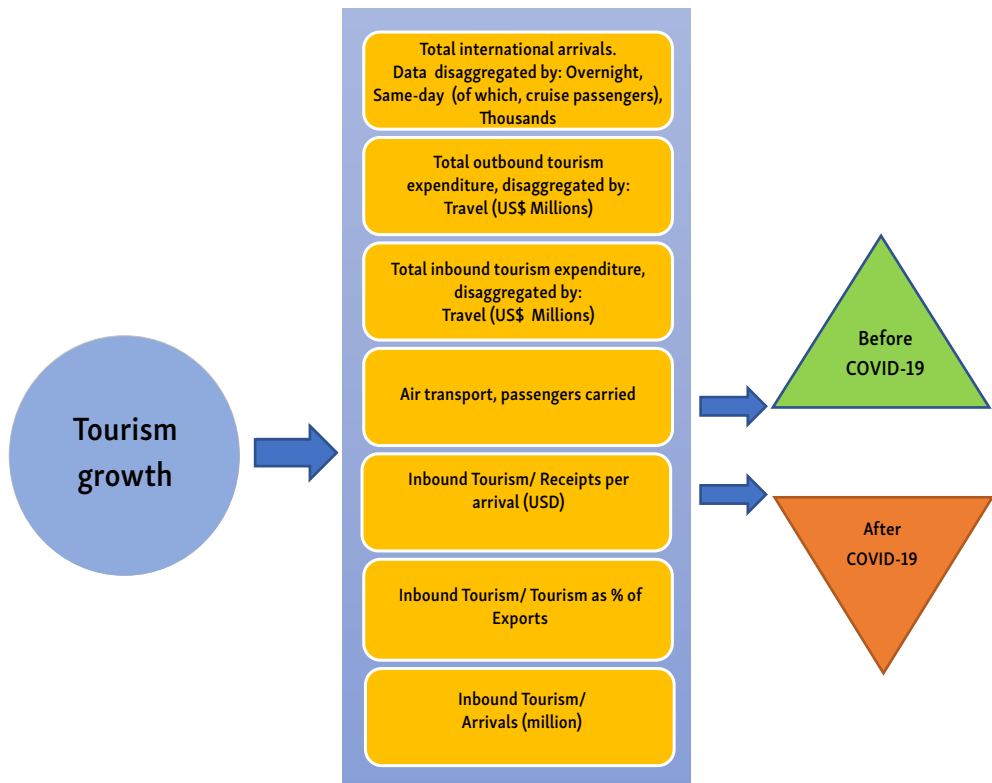 Tourism
growth
Total international arrivals.
Data disaggregated by: Overnight,
Same-day (of which, cruise passengers),
Thousands
Total outbound tourism
expenditure, disaggregated by:
Travel (US$ Millions)
Total inbound tourism expenditure,
disaggregated by:
Travel (US$ Millions)
Air transport, passengers carried
Inbound Tourism/ Receipts per
arrival (USD)
Inbound Tourism/ Tourism as % of
Exports
Inbound Tourism/
Arrivals (million)
Before
COVID-19
After
COVID-19